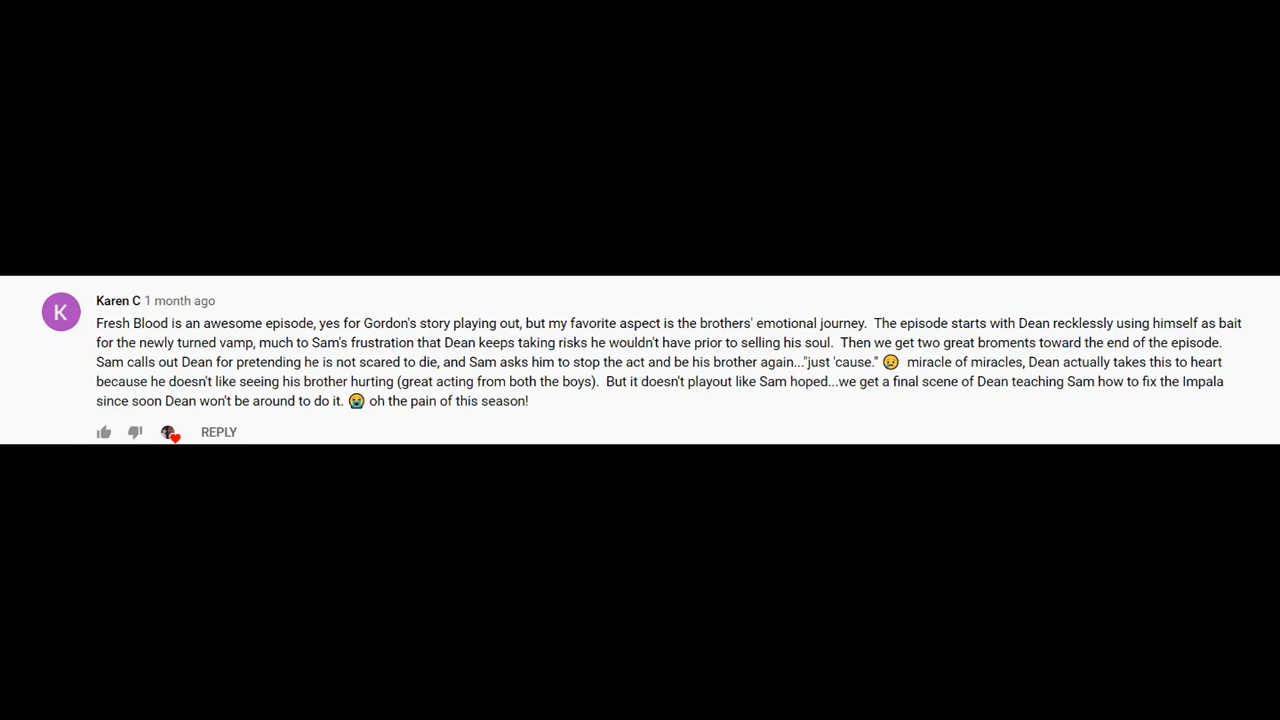 K
Karen C 1 month ago
Fresh Blood is an awesome episode, yes for Gordon's story playing out, but my favorite aspect is the brothers' emotional journey.  The episode starts with Dean recklessly using himself as bait
for the newly turned vamp, much to Sam's frustration that Dean keeps taking risks he wouldn't have prior to selling his soul.  Then we get two great broments toward the end of the episode.
Sam calls out Dean for pretending he is not scared to die, and Sam asks him to stop the act and be his brother again..."just 'cause." 😥  miracle of miracles, Dean actually takes this to heart
because he doesn't like seeing his brother hurting (great acting from both the boys).  But it doesn't playout like Sam hoped...we get a final scene of Dean teaching Sam how to fix the Impala
since soon Dean won't be around to do it. 😭 oh the pain of this season!
REPLY